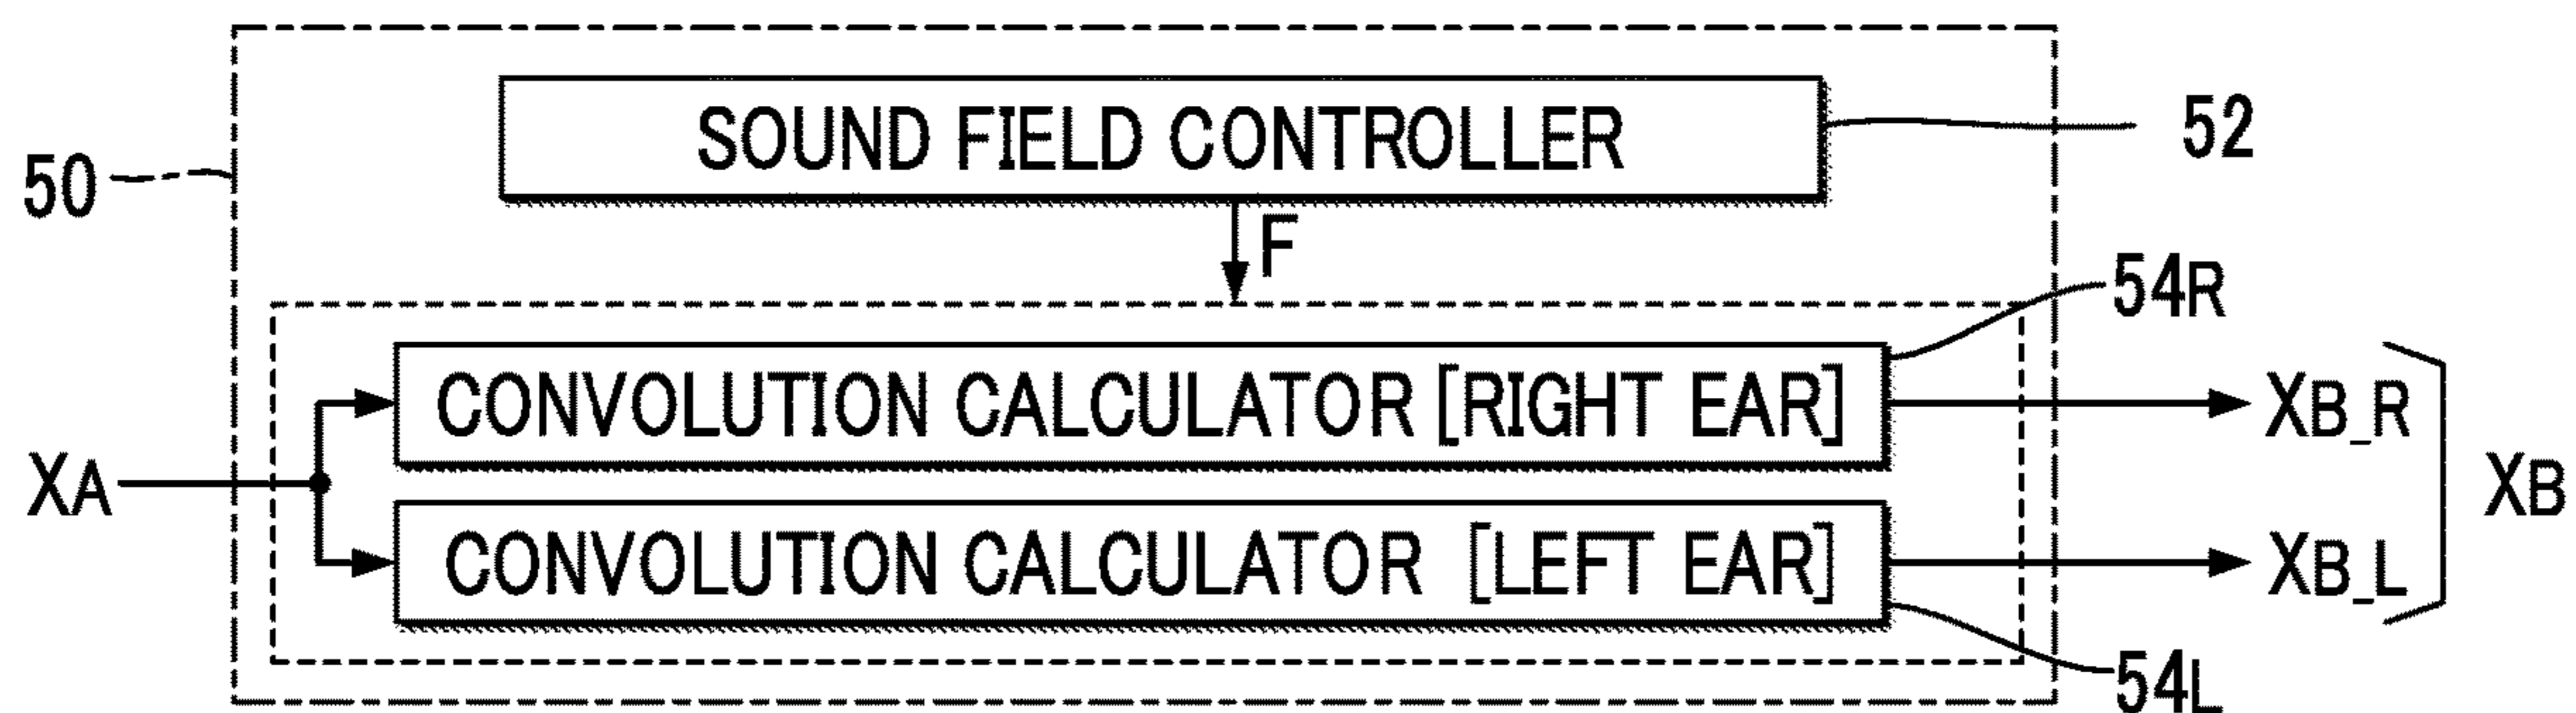 SOUND FIELD CONTROLLER
52
50
F
54R
CONVOLUTION CALCULATOR [RIGHT EAR]
XB_R
XA
XB
CONVOLUTION CALCULATOR [LEFT EAR]
XB_L
54L